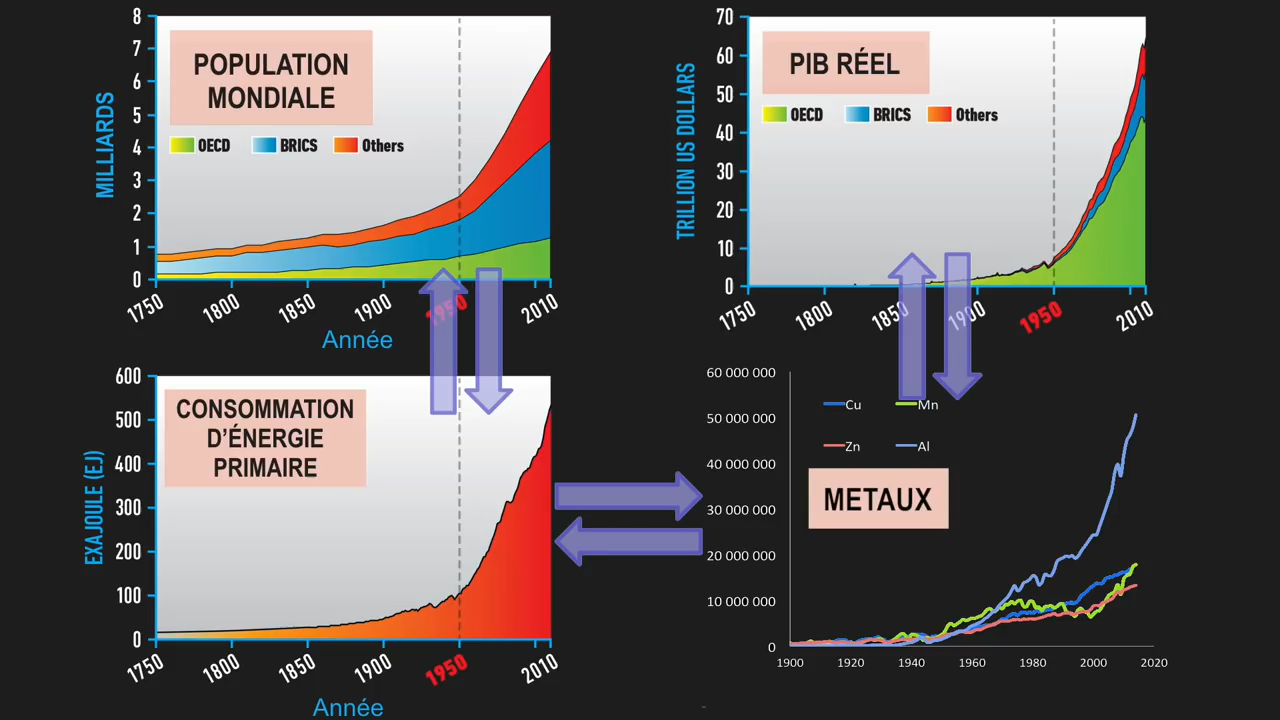 8
7
6
5
4
3
2
1
0
MILLIARDS
POPULATION
MONDIALE
OECD BRICS Others
1750 1800 1850 1900 1950 2010
Année
70
60
50
40
30
20
10
0
TRILLION US DOLLARS
PIB RÉEL
OECD BRICS Others
1750 1800 1850 1900 1950 2010
600
500
400
300
200
100
0
EXAJOULE (EJ)
CONSOMMATION
D'ÉNERGIE
PRIMAIRE
1750 1800 1850 1900 1950 2010
Année
60 000 000
50 000 000
40 000 000
30 000 000
20 000 000
10 000 000
0
Cu Mn
Zn Al
METAUX
1900 1920 1940 1960 1980 2000 2020